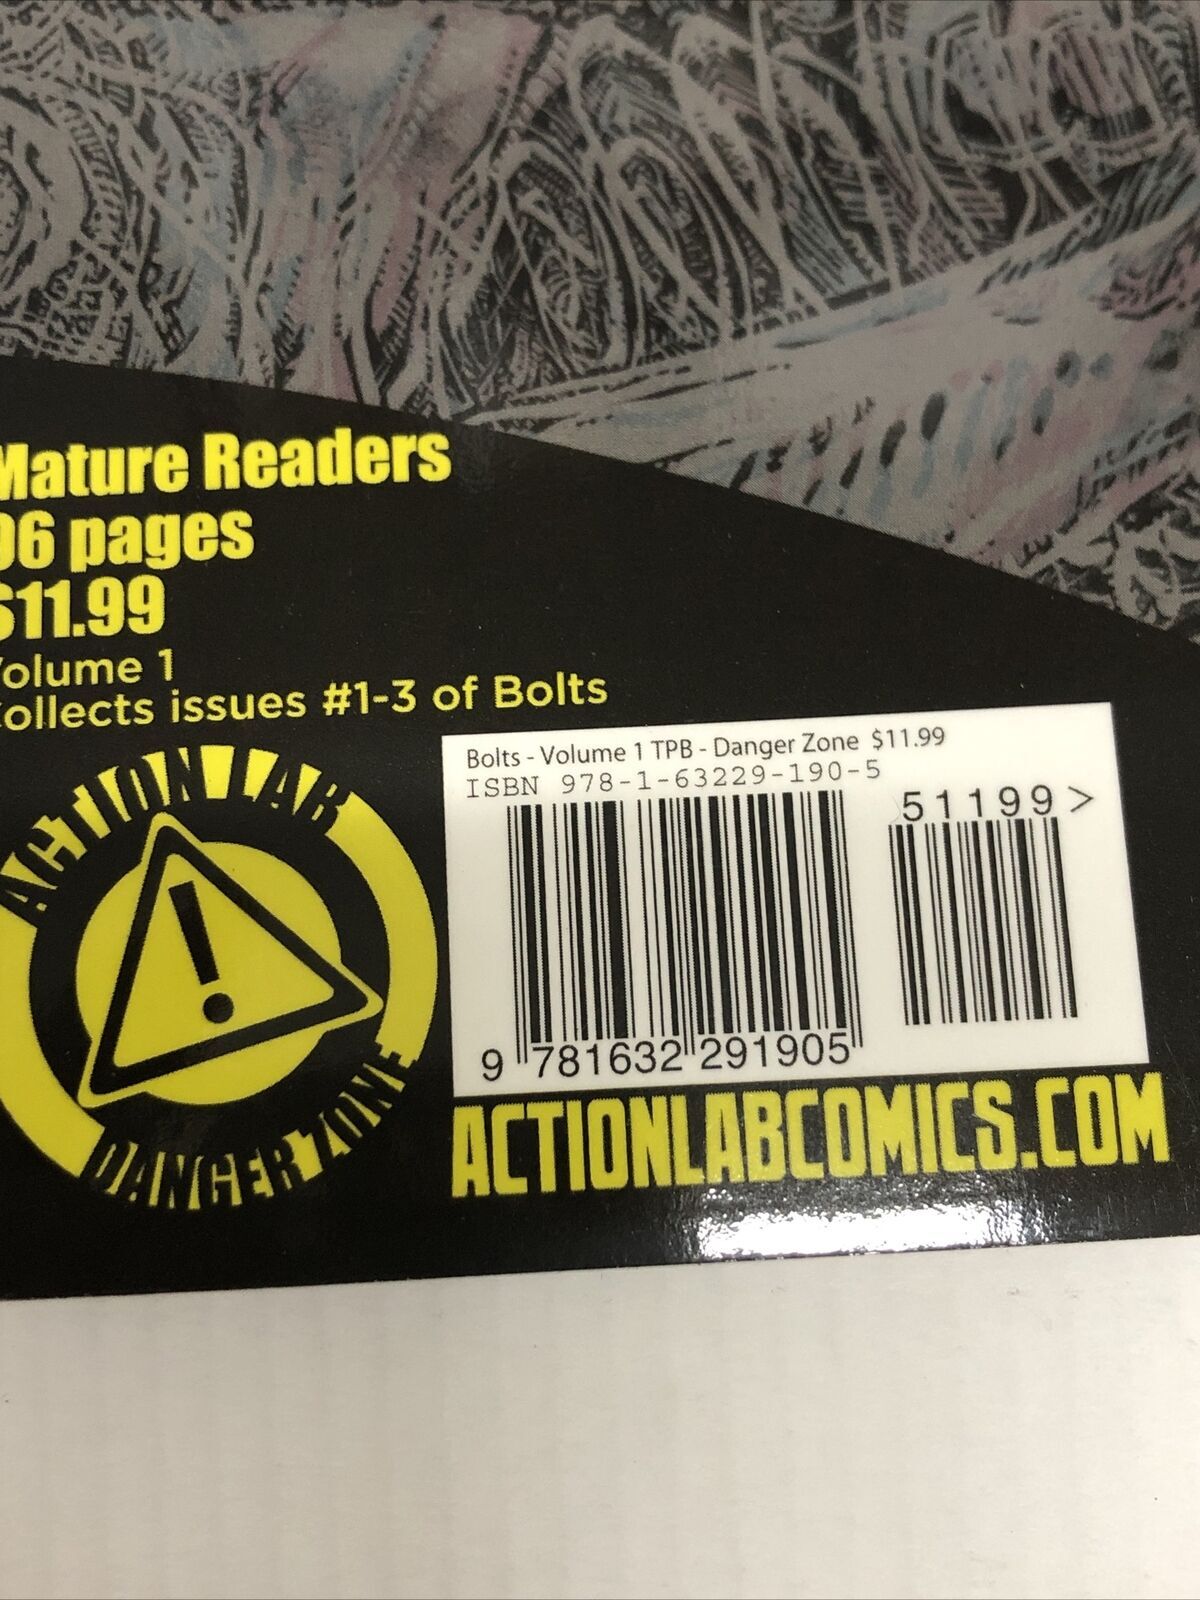 Mature Readers
96 pages
$11.99
Volume 1
Collects issues #1-3 of Bolts
ACTION LAB
DANGER ZONE
Bolts - Volume 1 TPB - Danger Zone $11.99
ISBN 978-1-63229-190-5
51199 >
9 781632 291905
ACTIONLABCOMICS.COM